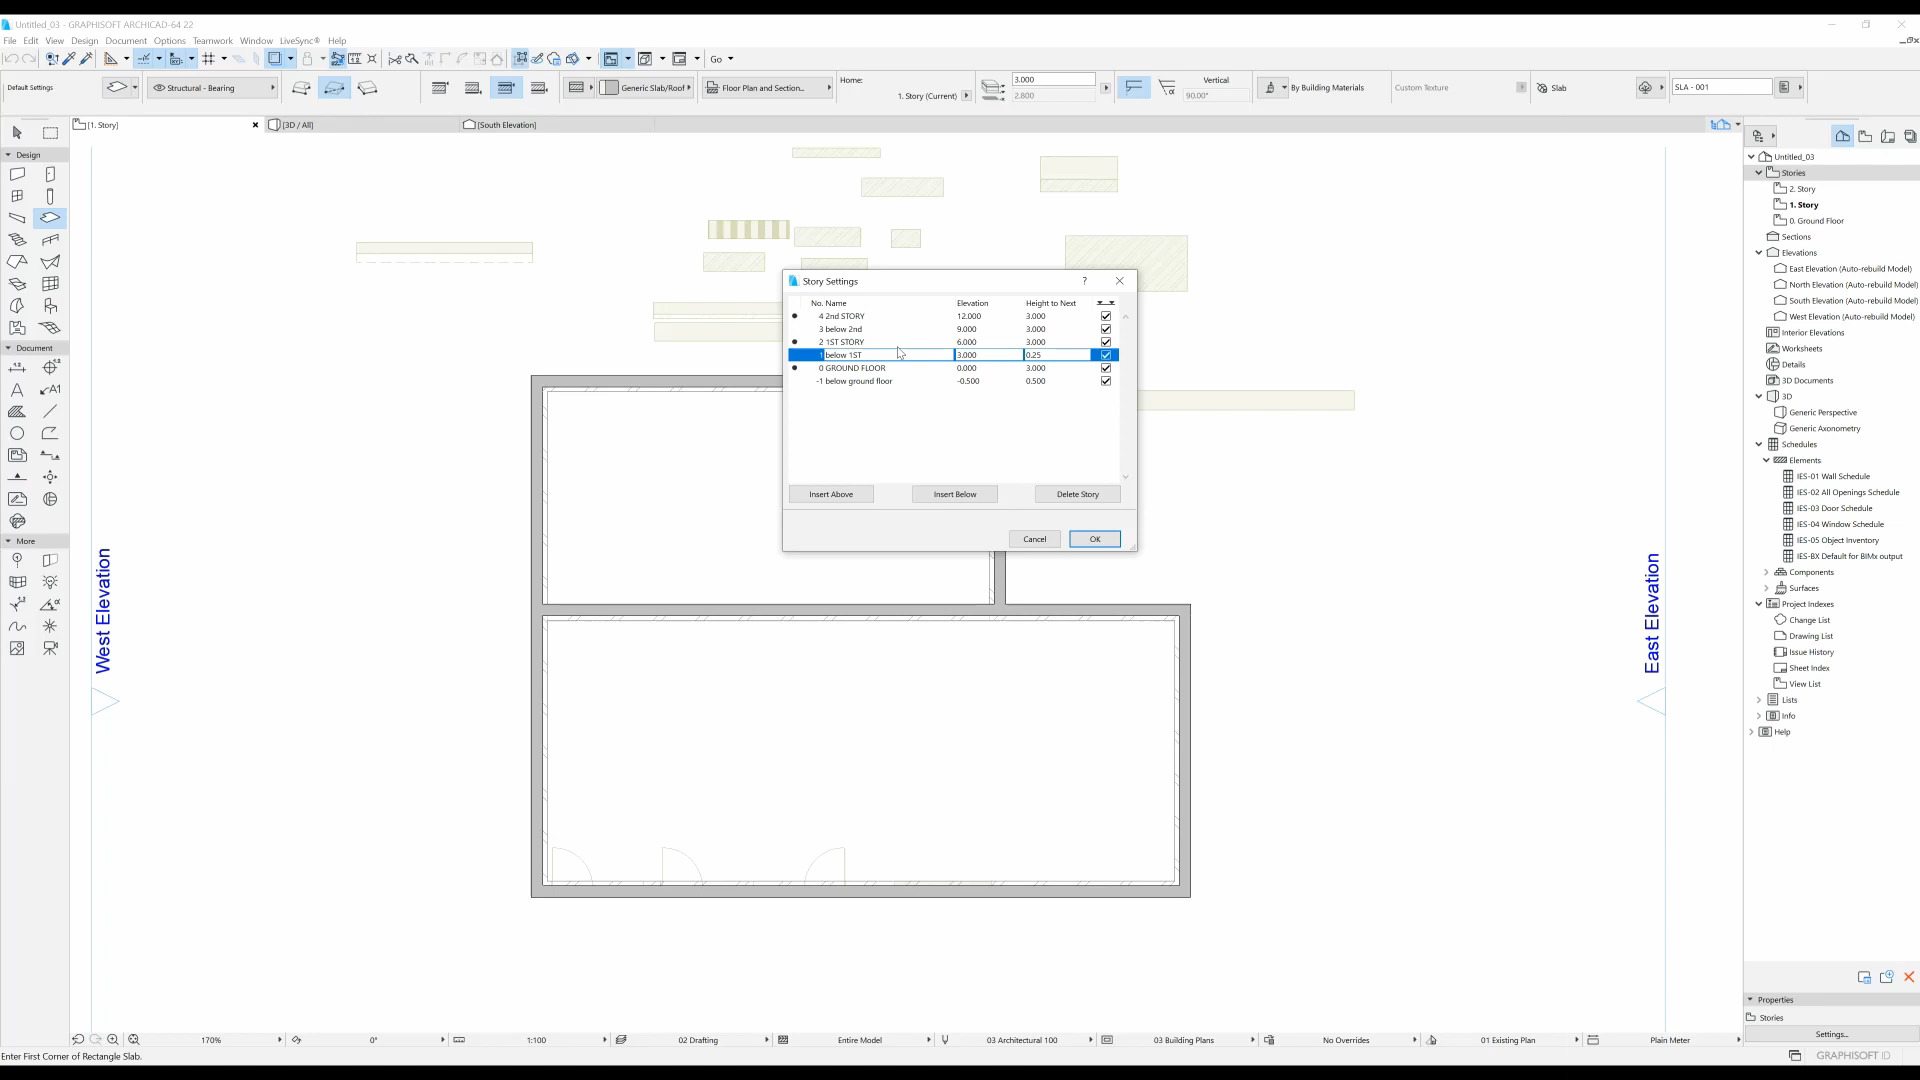 Untitled_03 - GRAPHISOFT ARCHICAD-64 22
File Edit View Design Document Options Teamwork Window LiveSync® Help
Go
Default Settings
Structural - Bearing
Generic Slab/Roof
Floor Plan and Section...
Home:
1. Story (Current)
3.000
2.800
Vertical
90.00°
By Building Materials
Custom Texture
Slab
SLA - 001
[1. Story]
[3D / All]
[South Elevation]
Design
Document
A
A1
More
West Elevation
East Elevation
Story Settings
?
No. Name Elevation Height to Next
4 2nd STORY 12.000 3.000
3 below 2nd 9.000 3.000
2 1ST STORY 6.000 3.000
1 below 1ST 3.000 0.25
0 GROUND FLOOR 0.000 3.000
-1 below ground floor -0.500 0.500
Insert Above
Insert Below
Delete Story
Cancel
OK
Untitled_03
Stories
2. Story
1. Story
0. Ground Floor
Sections
Elevations
East Elevation (Auto-rebuild Model)
North Elevation (Auto-rebuild Model)
South Elevation (Auto-rebuild Model)
West Elevation (Auto-rebuild Model)
Interior Elevations
Worksheets
Details
3D Documents
3D
Generic Perspective
Generic Axonometry
Schedules
Elements
IES-01 Wall Schedule
IES-02 All Openings Schedule
IES-03 Door Schedule
IES-04 Window Schedule
IES-05 Object Inventory
IES-BX Default for BIMx output
Components
Surfaces
Project Indexes
Change List
Drawing List
Issue History
Sheet Index
View List
Lists
Info
Help
Properties
Stories
Settings...
170%
0°
1:100
02 Drafting
Entire Model
03 Architectural 100
03 Building Plans
No Overrides
01 Existing Plan
Plain Meter
Enter First Corner of Rectangle Slab.
GRAPHISOFT ID